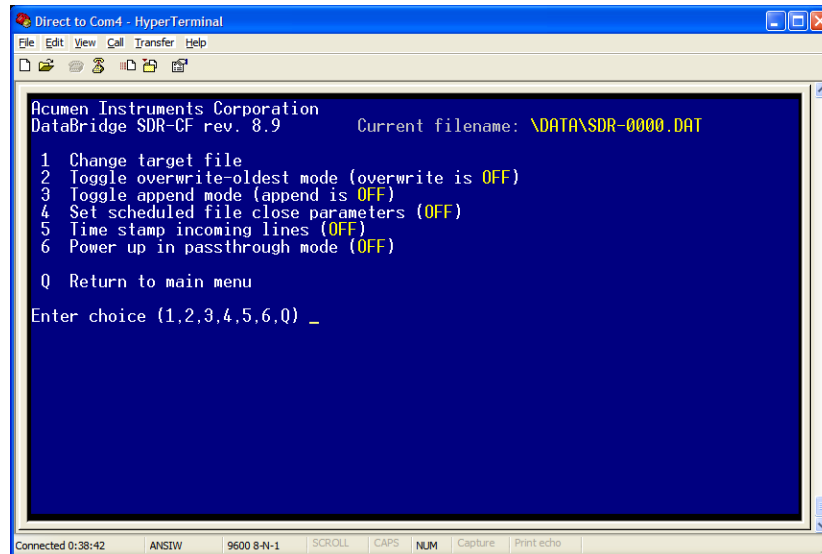 Direct to Com4 - HyperTerminal
File Edit View Call Transfer Help
Acumen Instruments Corporation
DataBridge SDR-CF rev. 8.9 Current filename: \DATA\SDR-0000.DAT
1 Change target file
2 Toggle overwrite-oldest mode (overwrite is OFF)
3 Toggle append mode (append is OFF)
4 Set scheduled file close parameters (OFF)
5 Time stamp incoming lines (OFF)
6 Power up in passthrough mode (OFF)
Q Return to main menu
Enter choice (1,2,3,4,5,6,Q) _
Connected 0:38:42 ANSIW 9600 8-N-1 SCROLL CAPS NUM Capture Print echo